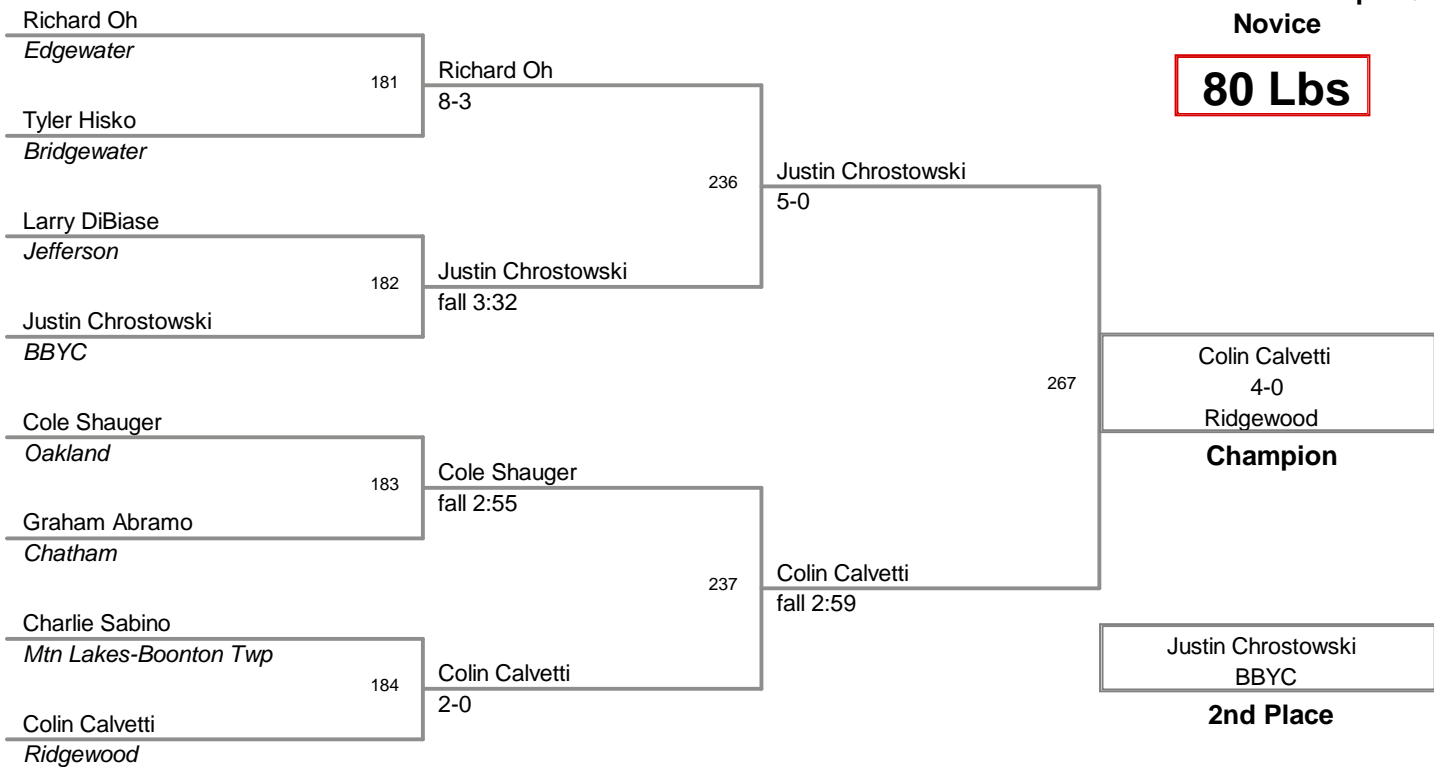 Novice
80 Lbs
Richard Oh
Edgewater
181
Tyler Hisko
Bridgewater
Richard Oh
8-3
Larry DiBiase
Jefferson
182
Justin Chrostowski
BBYC
Justin Chrostowski
fall 3:32
236
Justin Chrostowski
5-0
Cole Shauger
Oakland
183
Graham Abramo
Chatham
Cole Shauger
fall 2:55
Charlie Sabino
Mtn Lakes-Boonton Twp
184
Colin Calvetti
Ridgewood
Colin Calvetti
2-0
237
Colin Calvetti
fall 2:59
267
Colin Calvetti
4-0
Ridgewood
Champion
Justin Chrostowski
BBYC
2nd Place